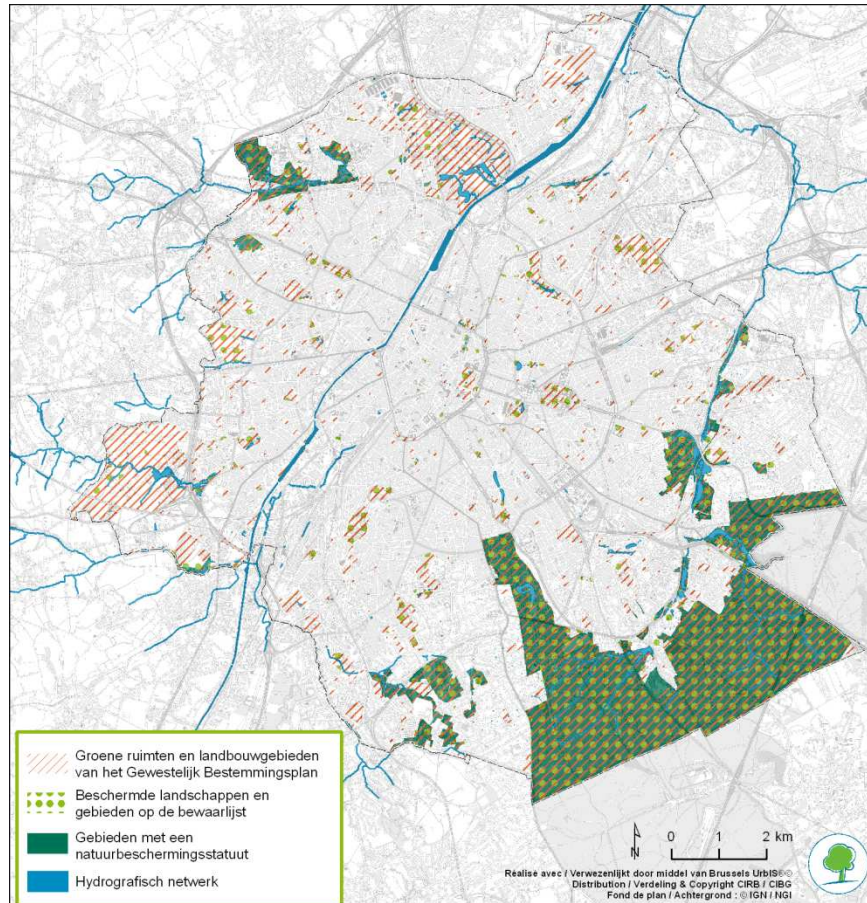 Groene ruimten en landbouwgebieden
van het Gewestelijk Bestemmingsplan
Beschermde landschappen en
gebieden op de bewaarlijst
Gebieden met een
natuurbeschermingsstatuut
Hydrografisch netwerk
N
0 1 2 km
Réalisé avec / Verwezenlijkt door middel van Brussels UrbIS®©
Distribution / Verdeling & Copyright CIRB / CIBG
Fond de plan / Achtergrond : © IGN / NGI